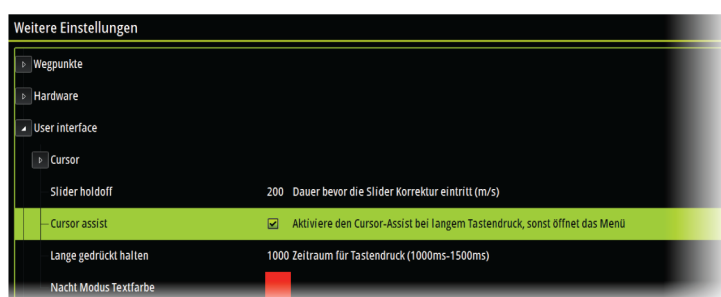 Weitere Einstellungen
Wegpunkte
Hardware
User interface
Cursor
Slider holdoff 200 Dauer bevor die Slider Korrektur eintritt (m/s)
Cursor assist Aktiviere den Cursor-Assist bei langem Tastendruck, sonst öffnet das Menü
Lange gedrückt halten 1000 Zeitraum für Tastendruck (1000ms-1500ms)
Nacht Modus Textfarbe